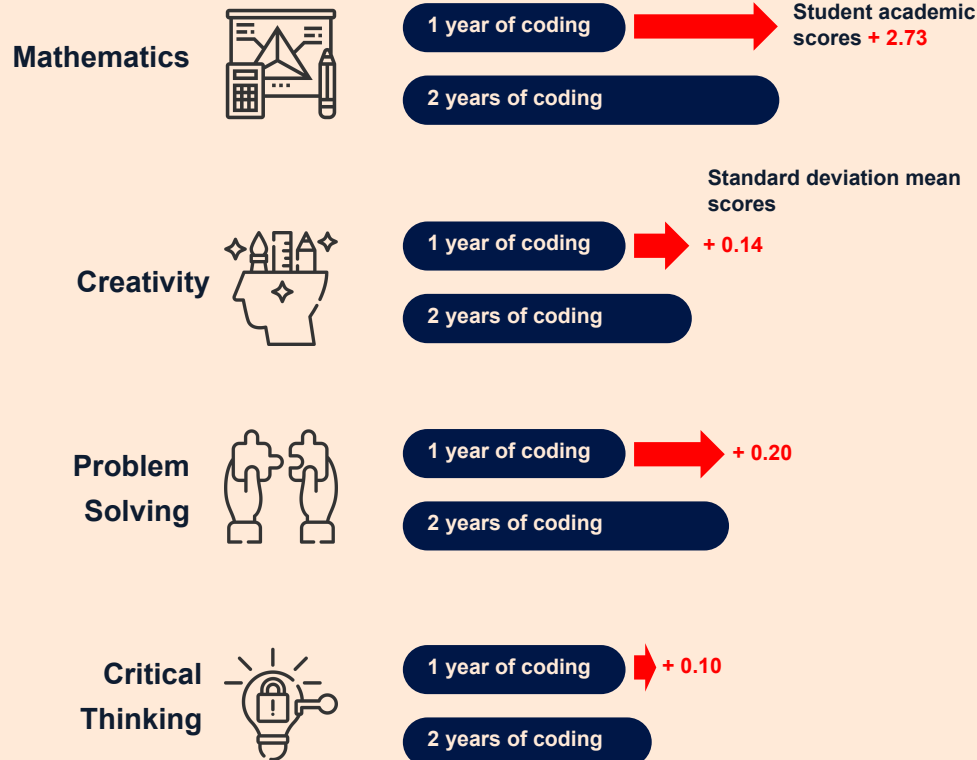 Mathematics
1 year of coding
Student academic
scores + 2.73
2 years of coding
Standard deviation mean
scores
Creativity
1 year of coding
+ 0.14
2 years of coding
Problem
Solving
1 year of coding
+ 0.20
2 years of coding
Critical
Thinking
1 year of coding
+ 0.10
2 years of coding